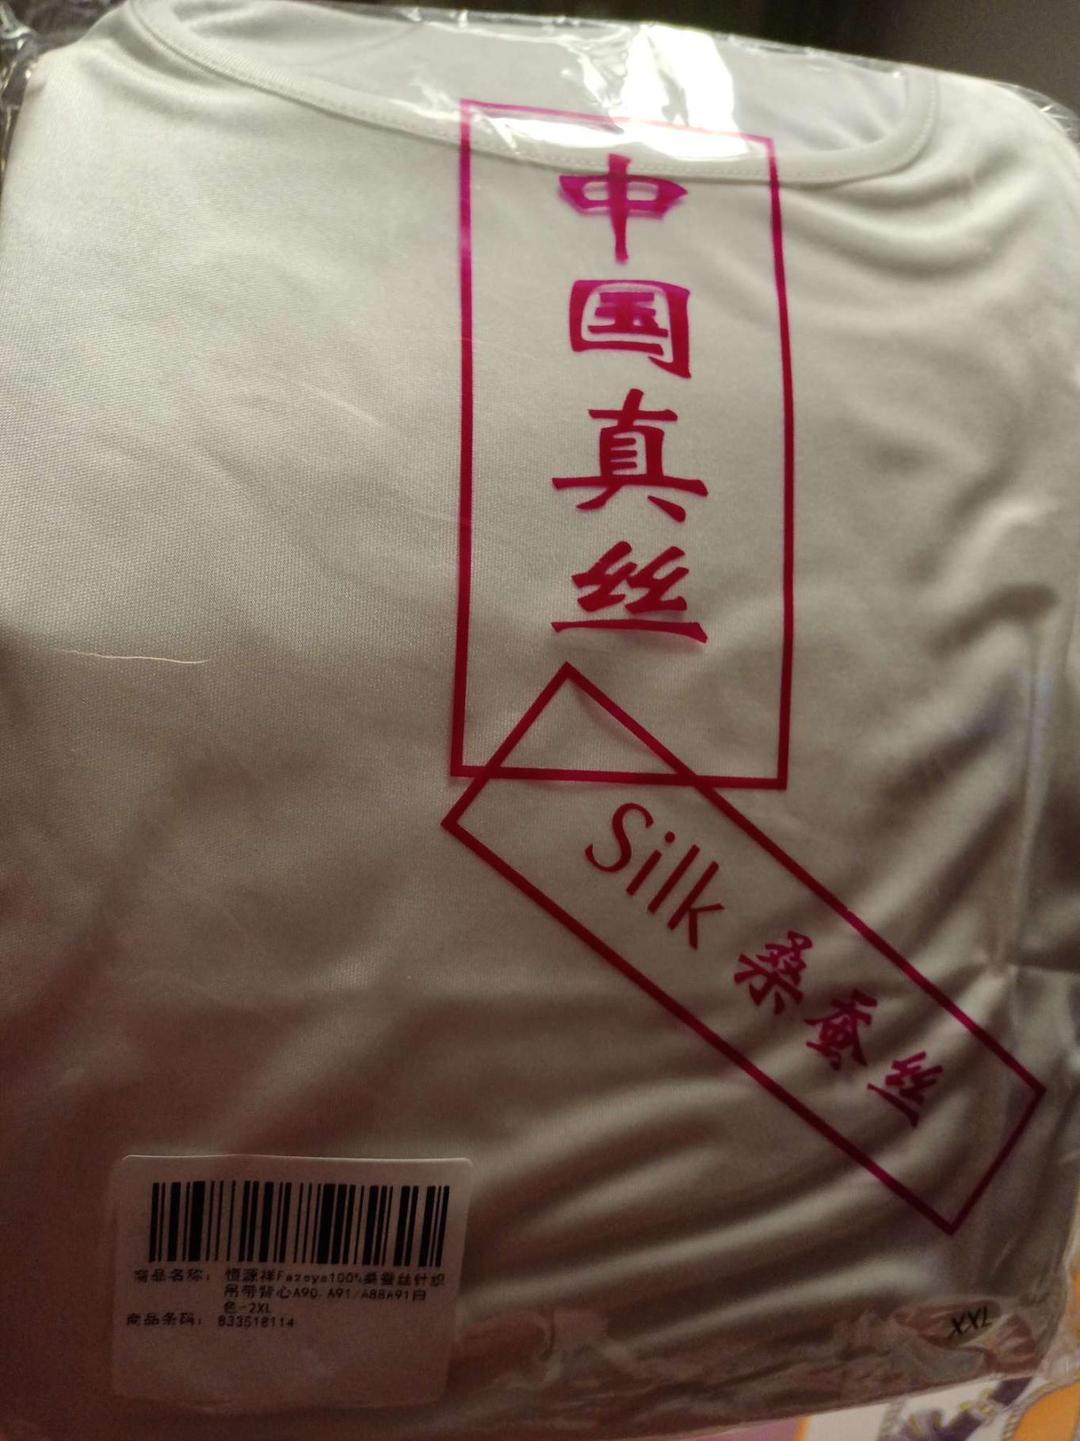 中国真丝
Silk 桑蚕丝
商品名称: 恒源祥Fazeya100%桑蚕丝针织
吊带背心A90.A91/A88A91白
色-2XL
商品条码: 833518114
XXL